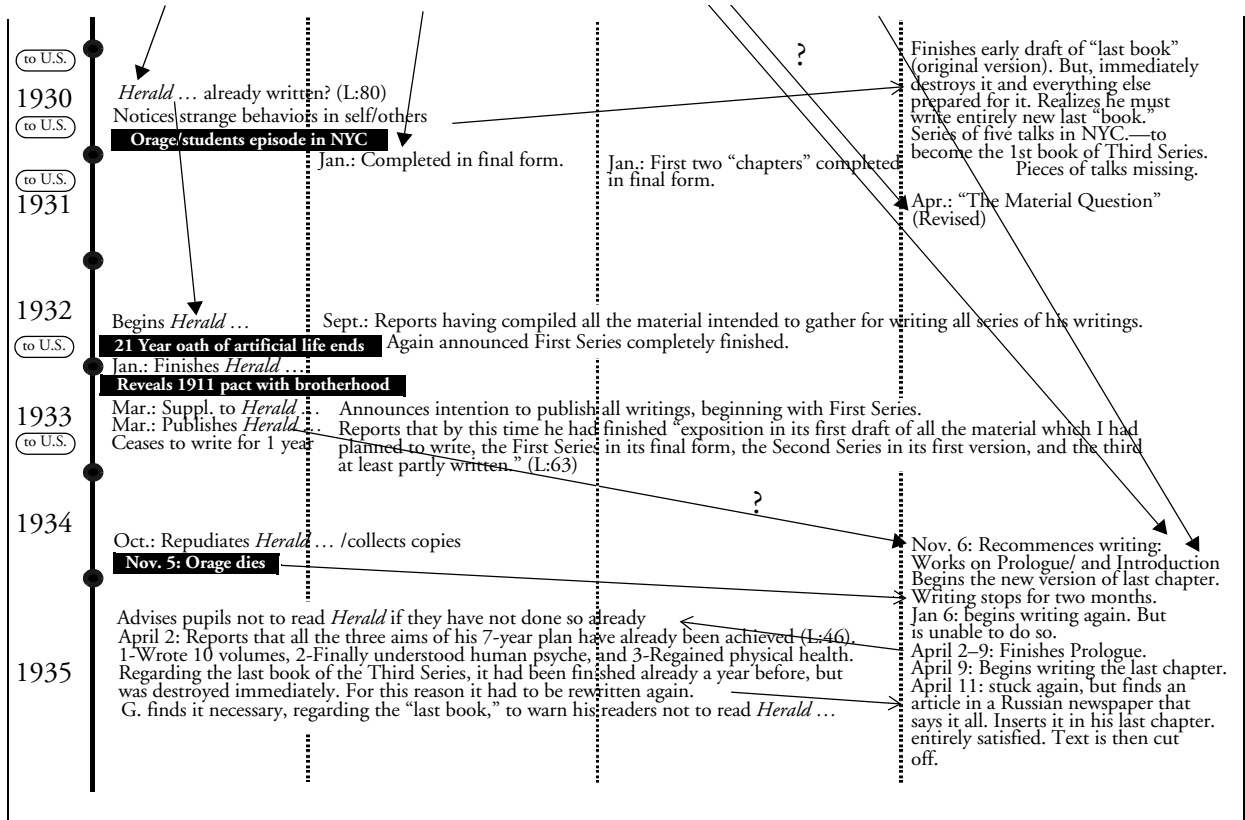 to U.S.
1930
to U.S.
to U.S.
1931
1932
to U.S.
1933
to U.S.
1934
1935
Herald … already written? (L:80)
Notices strange behaviors in self/others
Orage/students episode in NYC
Jan.: Completed in final form.
Jan.: First two “chapters” completed
in final form.
?
Finishes early draft of “last book”
(original version). But, immediately
destroys it and everything else
prepared for it. Realizes he must
write entirely new last “book.”
Series of five talks in NYC.—to
become the 1st book of Third Series.
Pieces of talks missing.
Apr.: “The Material Question”
(Revised)
Begins Herald …
21 Year oath of artificial life ends
Jan.: Finishes Herald …
Reveals 1911 pact with brotherhood
Mar.: Suppl. to Herald …
Mar.: Publishes Herald …
Ceases to write for 1 year
Sept.: Reports having compiled all the material intended to gather for writing all series of his writings.
Again announced First Series completely finished.
Announces intention to publish all writings, beginning with First Series.
Reports that by this time he had finished “exposition in its first draft of all the material which I had
planned to write, the First Series in its final form, the Second Series in its first version, and the third
at least partly written.” (L:63)
?
Oct.: Repudiates Herald … /collects copies
Nov. 5: Orage dies
Advises pupils not to read Herald if they have not done so already
April 2: Reports that all the three aims of his 7-year plan have already been achieved (L:46).
1-Wrote 10 volumes, 2-Finally understood human psyche, and 3-Regained physical health.
Regarding the last book of the Third Series, it had been finished already a year before, but
was destroyed immediately. For this reason it had to be rewritten again.
G. finds it necessary, regarding the “last book,” to warn his readers not to read Herald …
Nov. 6: Recommences writing:
Works on Prologue/ and Introduction
Begins the new version of last chapter.
Writing stops for two months.
Jan 6: begins writing again. But
is unable to do so.
April 2–9: Finishes Prologue.
April 9: Begins writing the last chapter.
April 11: stuck again, but finds an
article in a Russian newspaper that
says it all. Inserts it in his last chapter.
entirely satisfied. Text is then cut
off.